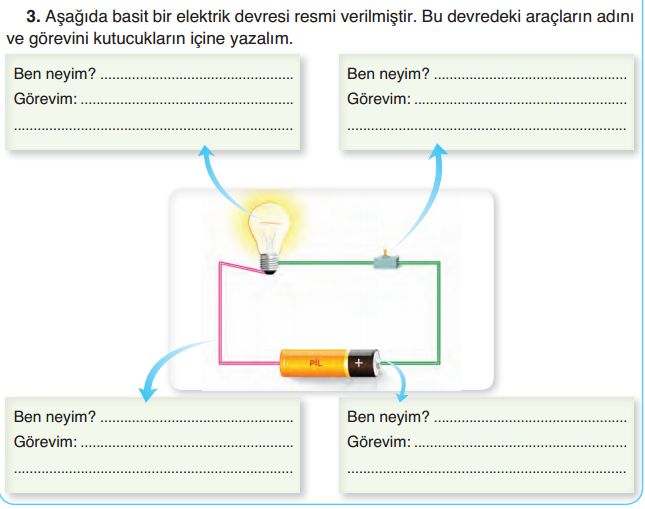 3. Aşağıda basit bir elektrik devresi resmi verilmiştir. Bu devredeki araçların adını
ve görevini kutucukların içine yazalım.
Ben neyim? ................................................
Görevim: ......................................................
.......................................................................
Ben neyim? ................................................
Görevim: ......................................................
.......................................................................
PİL +
Ben neyim? ................................................
Görevim: ......................................................
.......................................................................
Ben neyim? ................................................
Görevim: ......................................................
.......................................................................